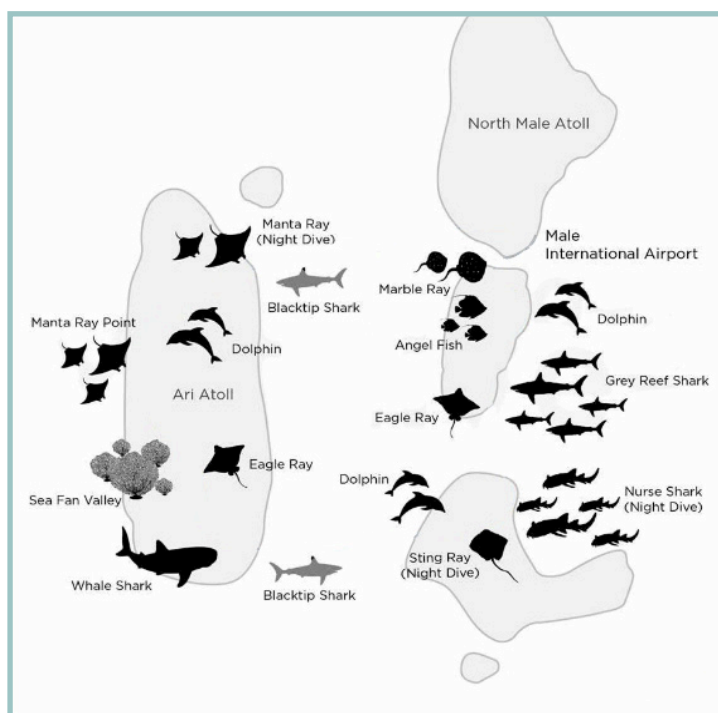 North Male Atoll
Manta Ray
(Night Dive)
Male
International Airport
Blacktip Shark
Marble Ray
Manta Ray Point
Dolphin
Angel Fish
Dolphin
Ari Atoll
Grey Reef Shark
Eagle Ray
Eagle Ray
Dolphin
Sea Fan Valley
Nurse Shark
(Night Dive)
Whale Shark
Blacktip Shark
Sting Ray
(Night Dive)